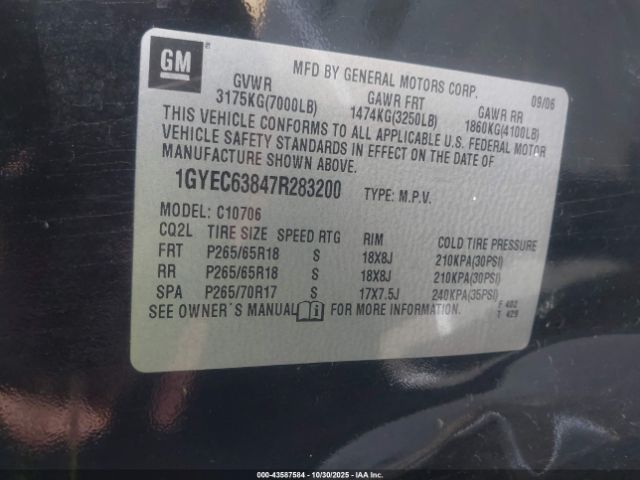 GM ®
MFD BY GENERAL MOTORS CORP. 09/06
GVWR GAWR FRT GAWR RR
3175KG(7000LB) 1474KG(3250LB) 1860KG(4100LB)
THIS VEHICLE CONFORMS TO ALL APPLICABLE U.S. FEDERAL MOTOR
VEHICLE SAFETY STANDARDS IN EFFECT ON THE DATE OF
MANUFACTURE SHOWN ABOVE.
1GYEC63847R283200 TYPE: M.P.V.
MODEL: C10706
CQ2L TIRE SIZE SPEED RTG RIM COLD TIRE PRESSURE
FRT P265/65R18 S 18X8J 210KPA(30PSI)
RR P265/65R18 S 18X8J 210KPA(30PSI)
SPA P265/70R17 S 17X7.5J 240KPA(35PSI)
SEE OWNER'S MANUAL F 402
T 429
000-43587584 | 10/30/2025 | IAA Inc.